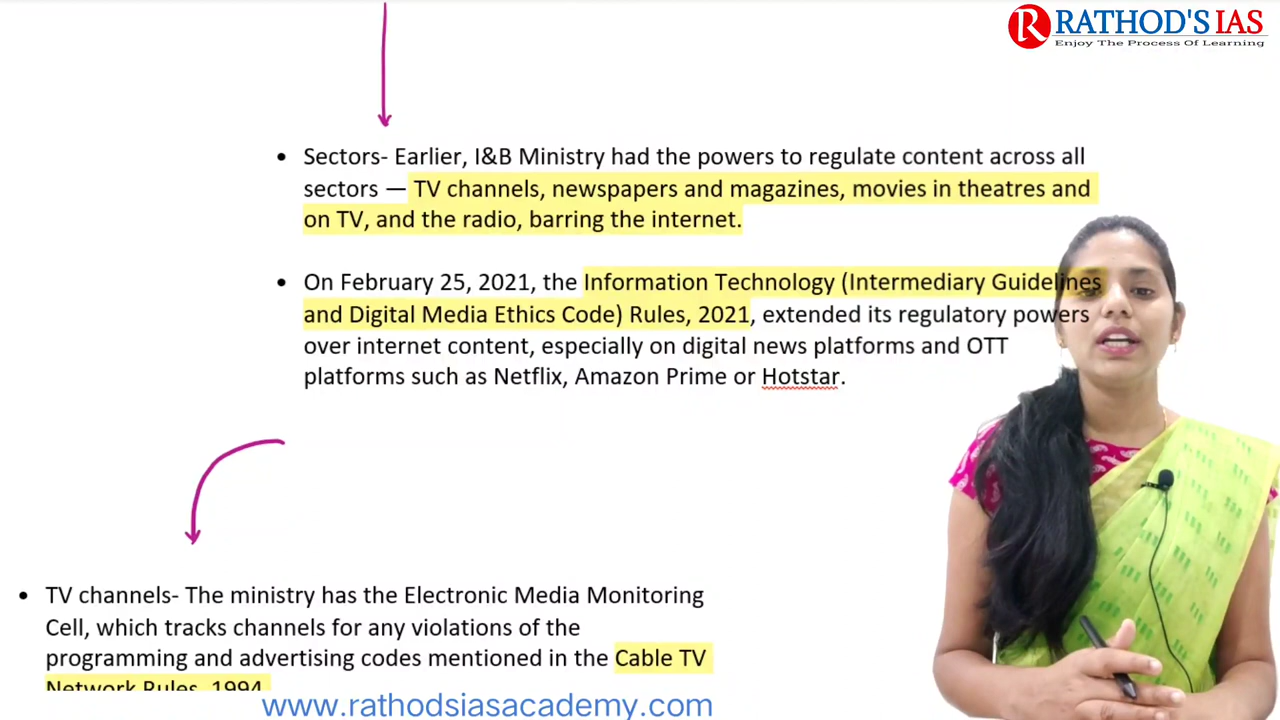 RATHOD'S IAS
Enjoy The Process Of Learning
• Sectors- Earlier, I&B Ministry had the powers to regulate content across all
sectors — TV channels, newspapers and magazines, movies in theatres and
on TV, and the radio, barring the internet.
• On February 25, 2021, the Information Technology (Intermediary Guidelines
and Digital Media Ethics Code) Rules, 2021, extended its regulatory powers
over internet content, especially on digital news platforms and OTT
platforms such as Netflix, Amazon Prime or Hotstar.
• TV channels- The ministry has the Electronic Media Monitoring
Cell, which tracks channels for any violations of the
programming and advertising codes mentioned in the Cable TV
Network Rules, 1994.
www.rathodsiasacademy.com